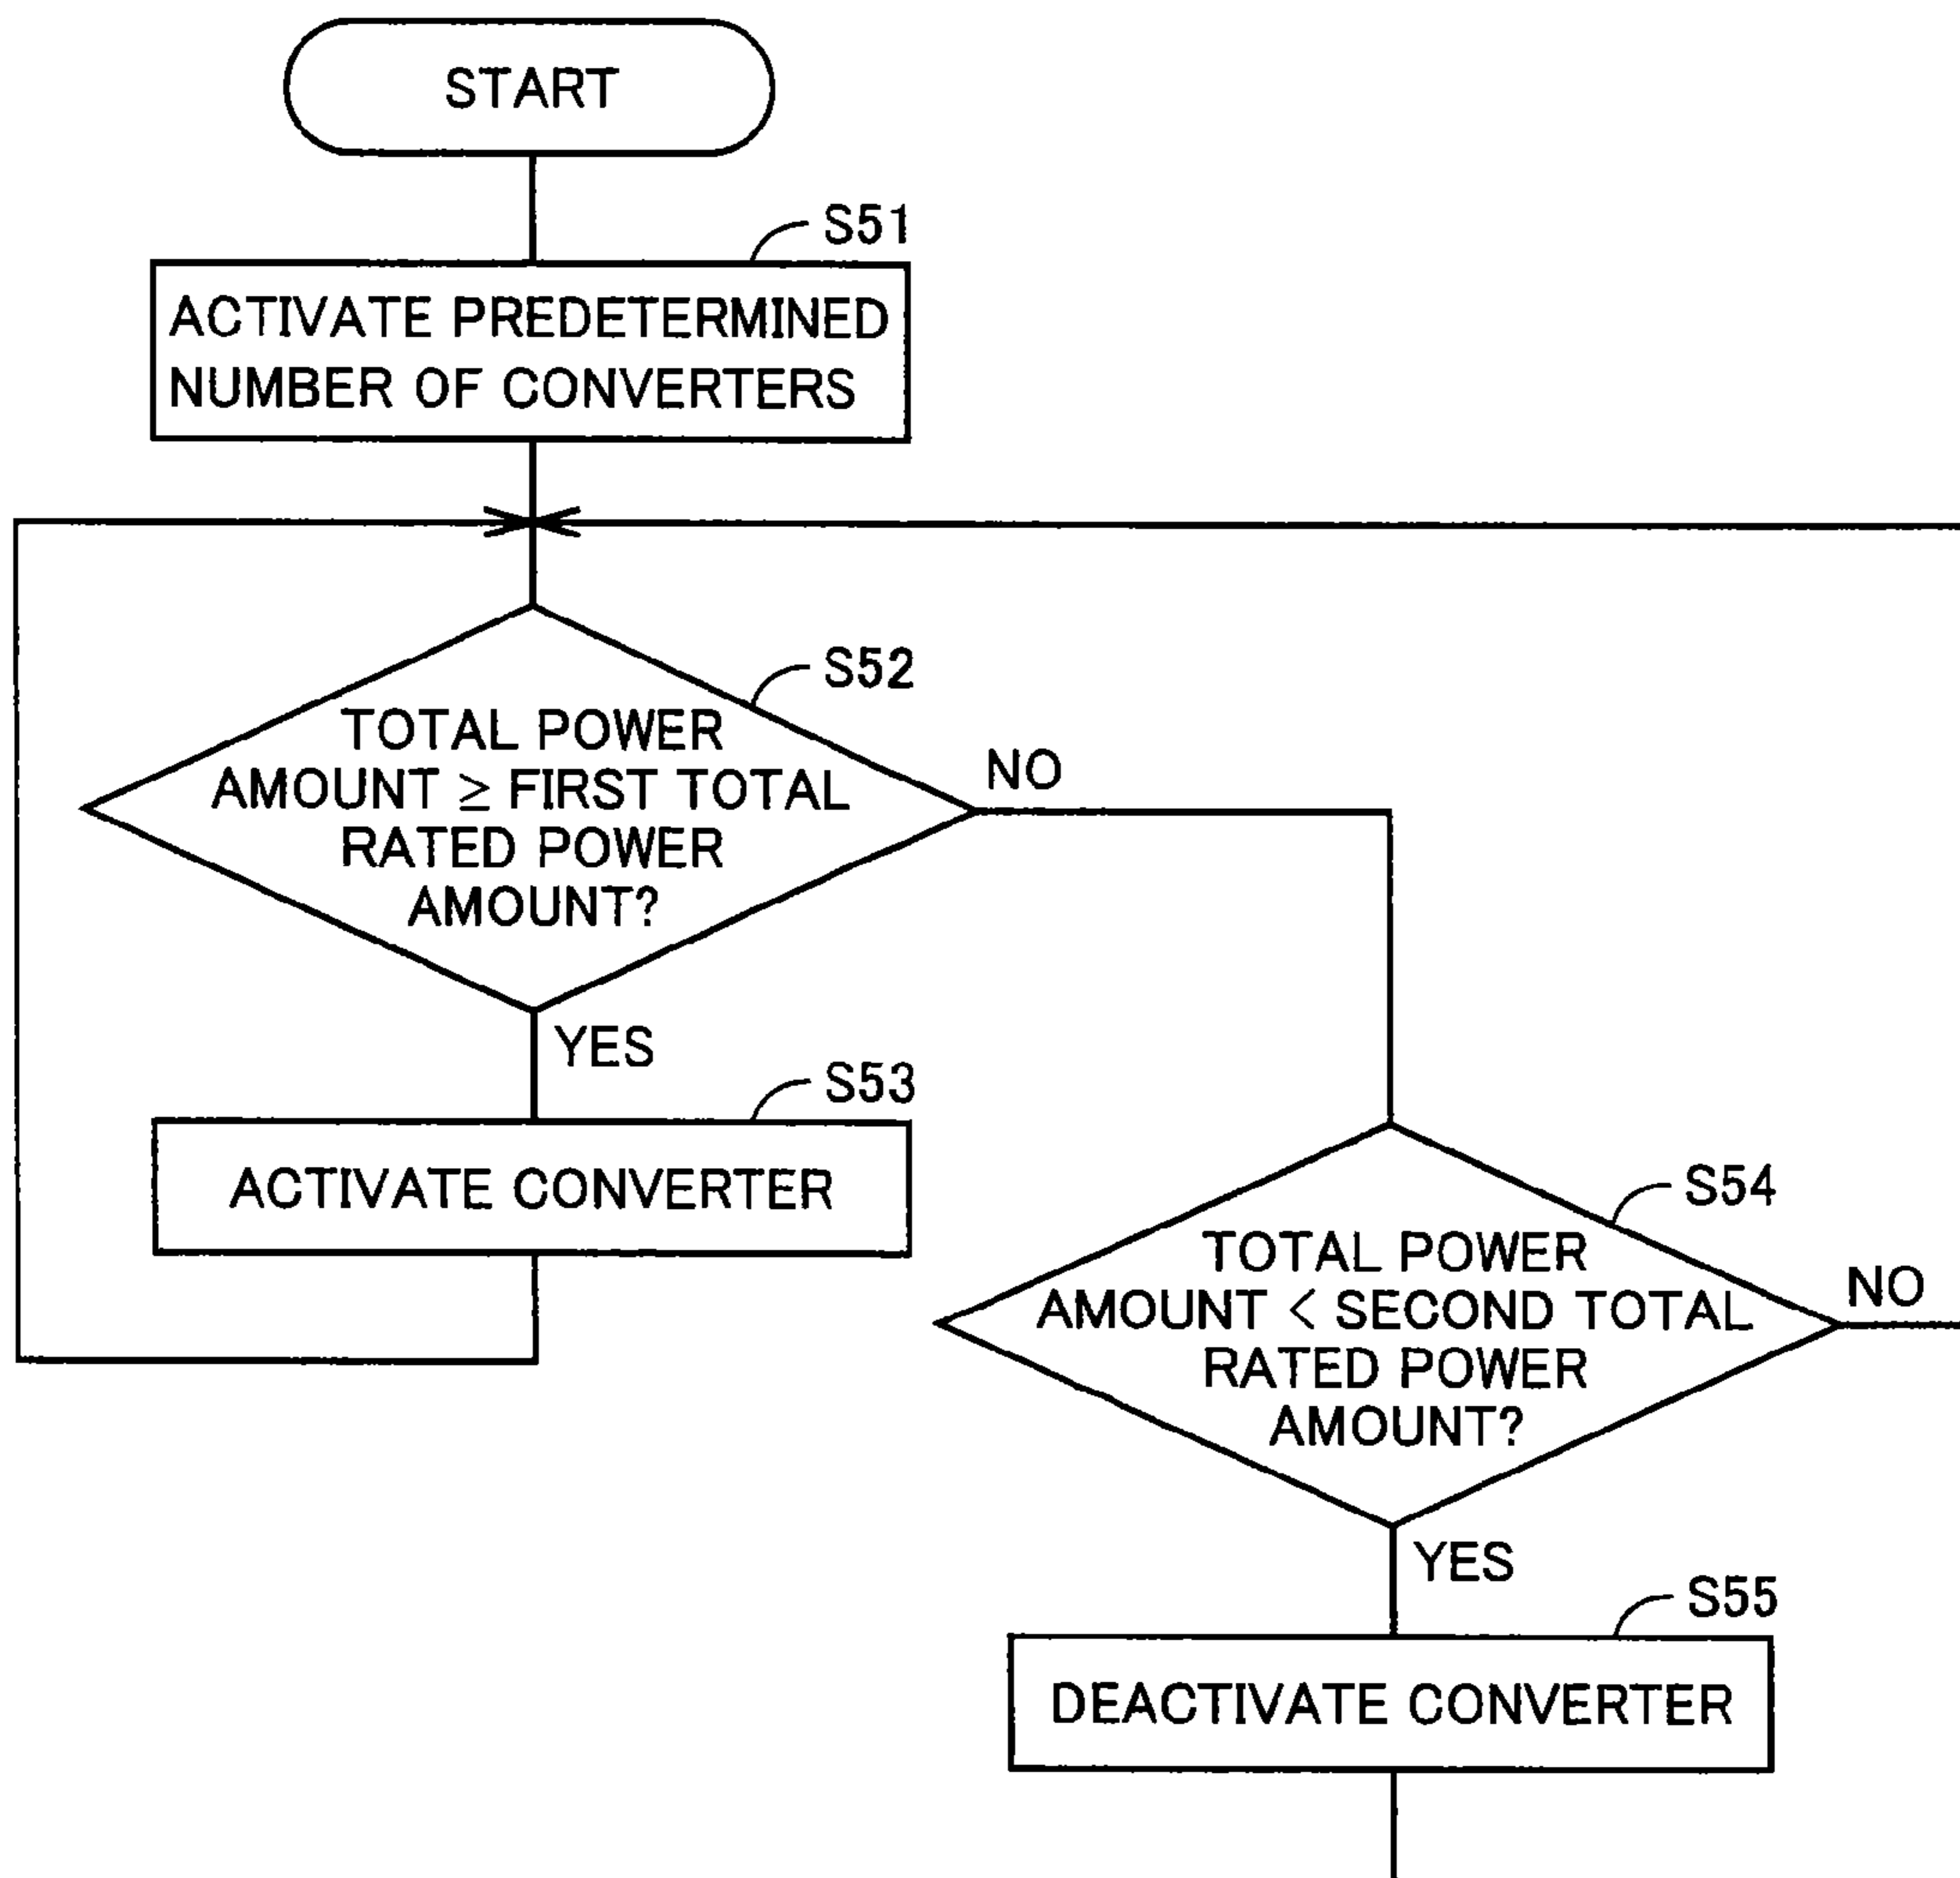 START
S51
ACTIVATE PREDETERMINED
NUMBER OF CONVERTERS
S52
TOTAL POWER
AMOUNT ≥ FIRST TOTAL
RATED POWER
AMOUNT?
NO
YES
S53
ACTIVATE CONVERTER
S54
TOTAL POWER
AMOUNT < SECOND TOTAL
RATED POWER
AMOUNT?
NO
YES
S55
DEACTIVATE CONVERTER